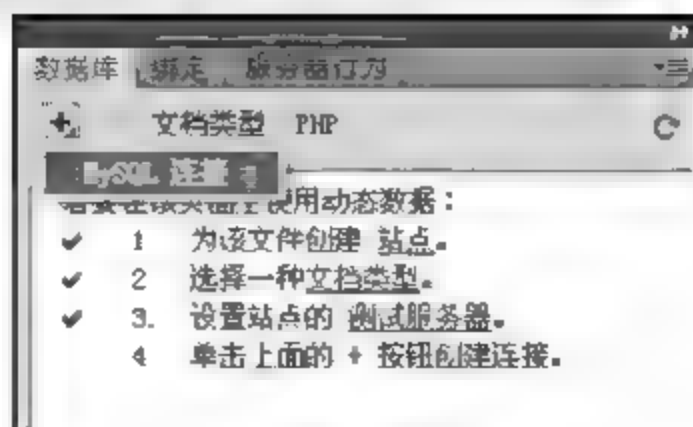 数据库 绑定 服务器行为
文档类型 PHP
MySQL 连接
若要在该页面上使用动态数据：
1 为该文件创建 站点。
2 选择一种文档类型。
3. 设置站点的 测试服务器。
4 单击上面的 + 按钮创建连接。